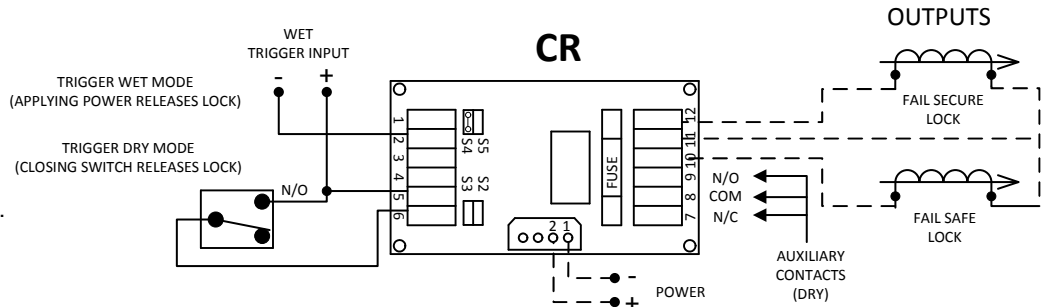 OUTPUTS
CR
WET
TRIGGER INPUT
- +
TRIGGER WET MODE
(APPLYING POWER RELEASES LOCK)
TRIGGER DRY MODE
(CLOSING SWITCH RELEASES LOCK)
N/O
1
2
3
4
5
6
S4 S5
S3 S2
FUSE
12
11
10
9
8
7
2 1
N/O
COM
N/C
FAIL SECURE
LOCK
FAIL SAFE
LOCK
AUXILIARY
CONTACTS
(DRY)
-
POWER
+